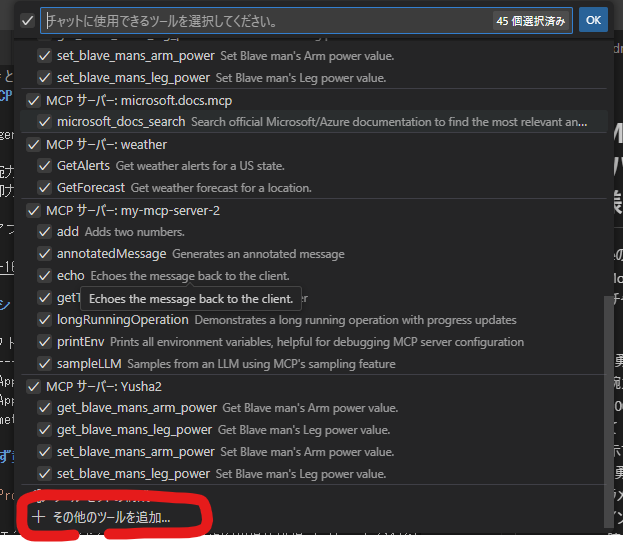 チャットに使用できるツールを選択してください。 45 個選択済み OK
set_blave_mans_arm_power Set Blave man's Arm power value.
set_blave_mans_leg_power Set Blave man's Leg power value.
MCP サーバー: microsoft.docs.mcp
microsoft_docs_search Search official Microsoft/Azure documentation to find the most relevant an...
MCP サーバー: weather
GetAlerts Get weather alerts for a US state.
GetForecast Get weather forecast for a location.
MCP サーバー: my-mcp-server-2
add Adds two numbers.
annotatedMessage Generates an annotated message
echo Echoes the message back to the client.
Echoes the message back to the client.
longRunningOperation Demonstrates a long running operation with progress updates
printEnv Prints all environment variables, helpful for debugging MCP server configuration
sampleLLM Samples from an LLM using MCP's sampling feature
MCP サーバー: Yusha2
get_blave_mans_arm_power Get Blave man's Arm power value.
get_blave_mans_leg_power Get Blave man's Leg power value.
set_blave_mans_arm_power Set Blave man's Arm power value.
set_blave_mans_leg_power Set Blave man's Leg power value.
その他のツールを追加...